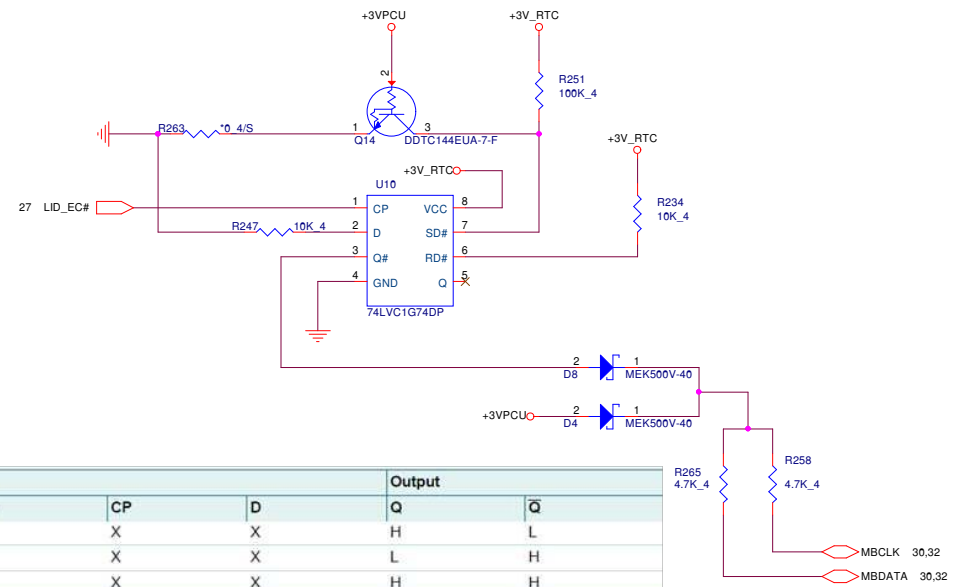 +3VPCU
+3V_RTC
2
R251
100K_4
R263
*0_4/S
1
3
Q14
DDTC144EUA-7-F
+3V_RTC
+3V_RTC
U10
27 LID_EC#
1
CP
VCC
8
R234
10K_4
R247
10K_4
2
D
SD#
7
3
Q#
RD#
6
4
GND
Q
5
74LVC1G74DP
2
1
D8
MEK500V-40
+3VPCU
2
1
D4
MEK500V-40
R265
4.7K_4
R258
4.7K_4
MBCLK 30,32
MBDATA 30,32
Output
CP D Q Q̅
X X H L
X X L H
X X H H